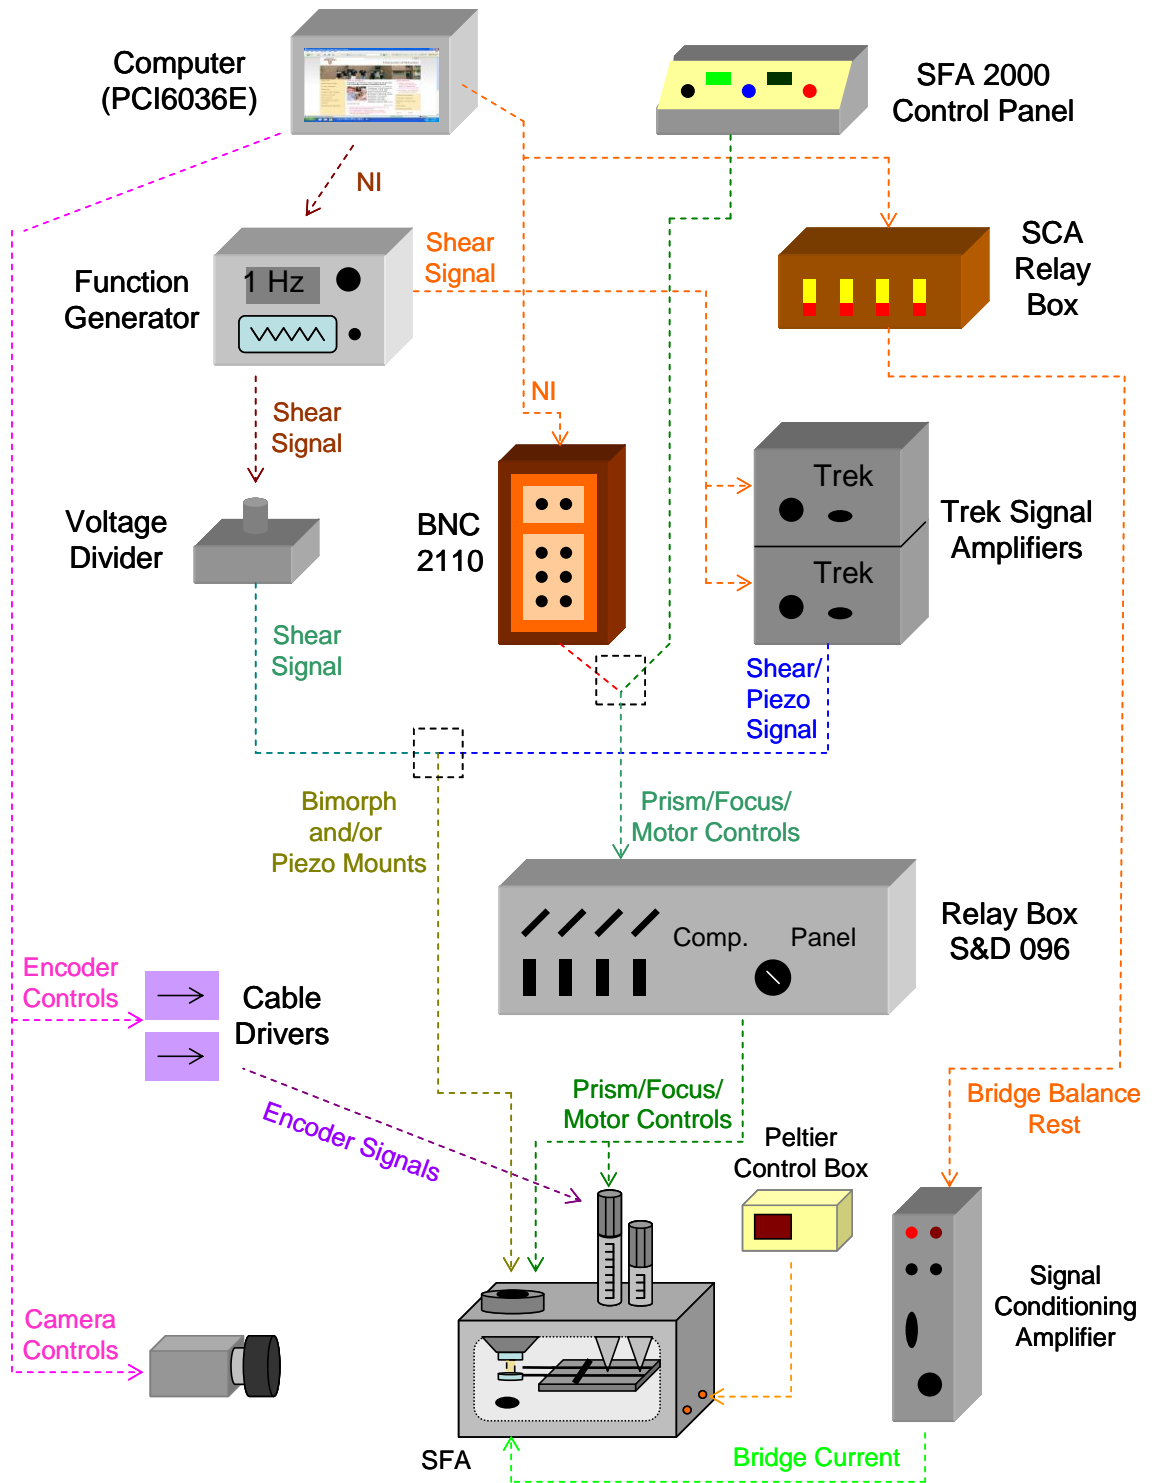 Computer
(PCI6036E)
SFA 2000
Control Panel
NI
SCA
Relay
Box
Shear
Signal
Function
Generator
1 Hz
NI
Shear
Signal
Trek
Trek Signal
Amplifiers
Voltage
Divider
BNC
2110
Trek
Shear
Signal
Shear/
Piezo
Signal
Bimorph
and/or
Piezo Mounts
Prism/Focus/
Motor Controls
Comp.
Panel
Relay Box
S&D 096
Encoder
Controls
Cable
Drivers
Prism/Focus/
Motor Controls
Bridge Balance
Rest
Encoder Signals
Peltier
Control Box
Signal
Conditioning
Amplifier
Camera
Controls
SFA
Bridge Current